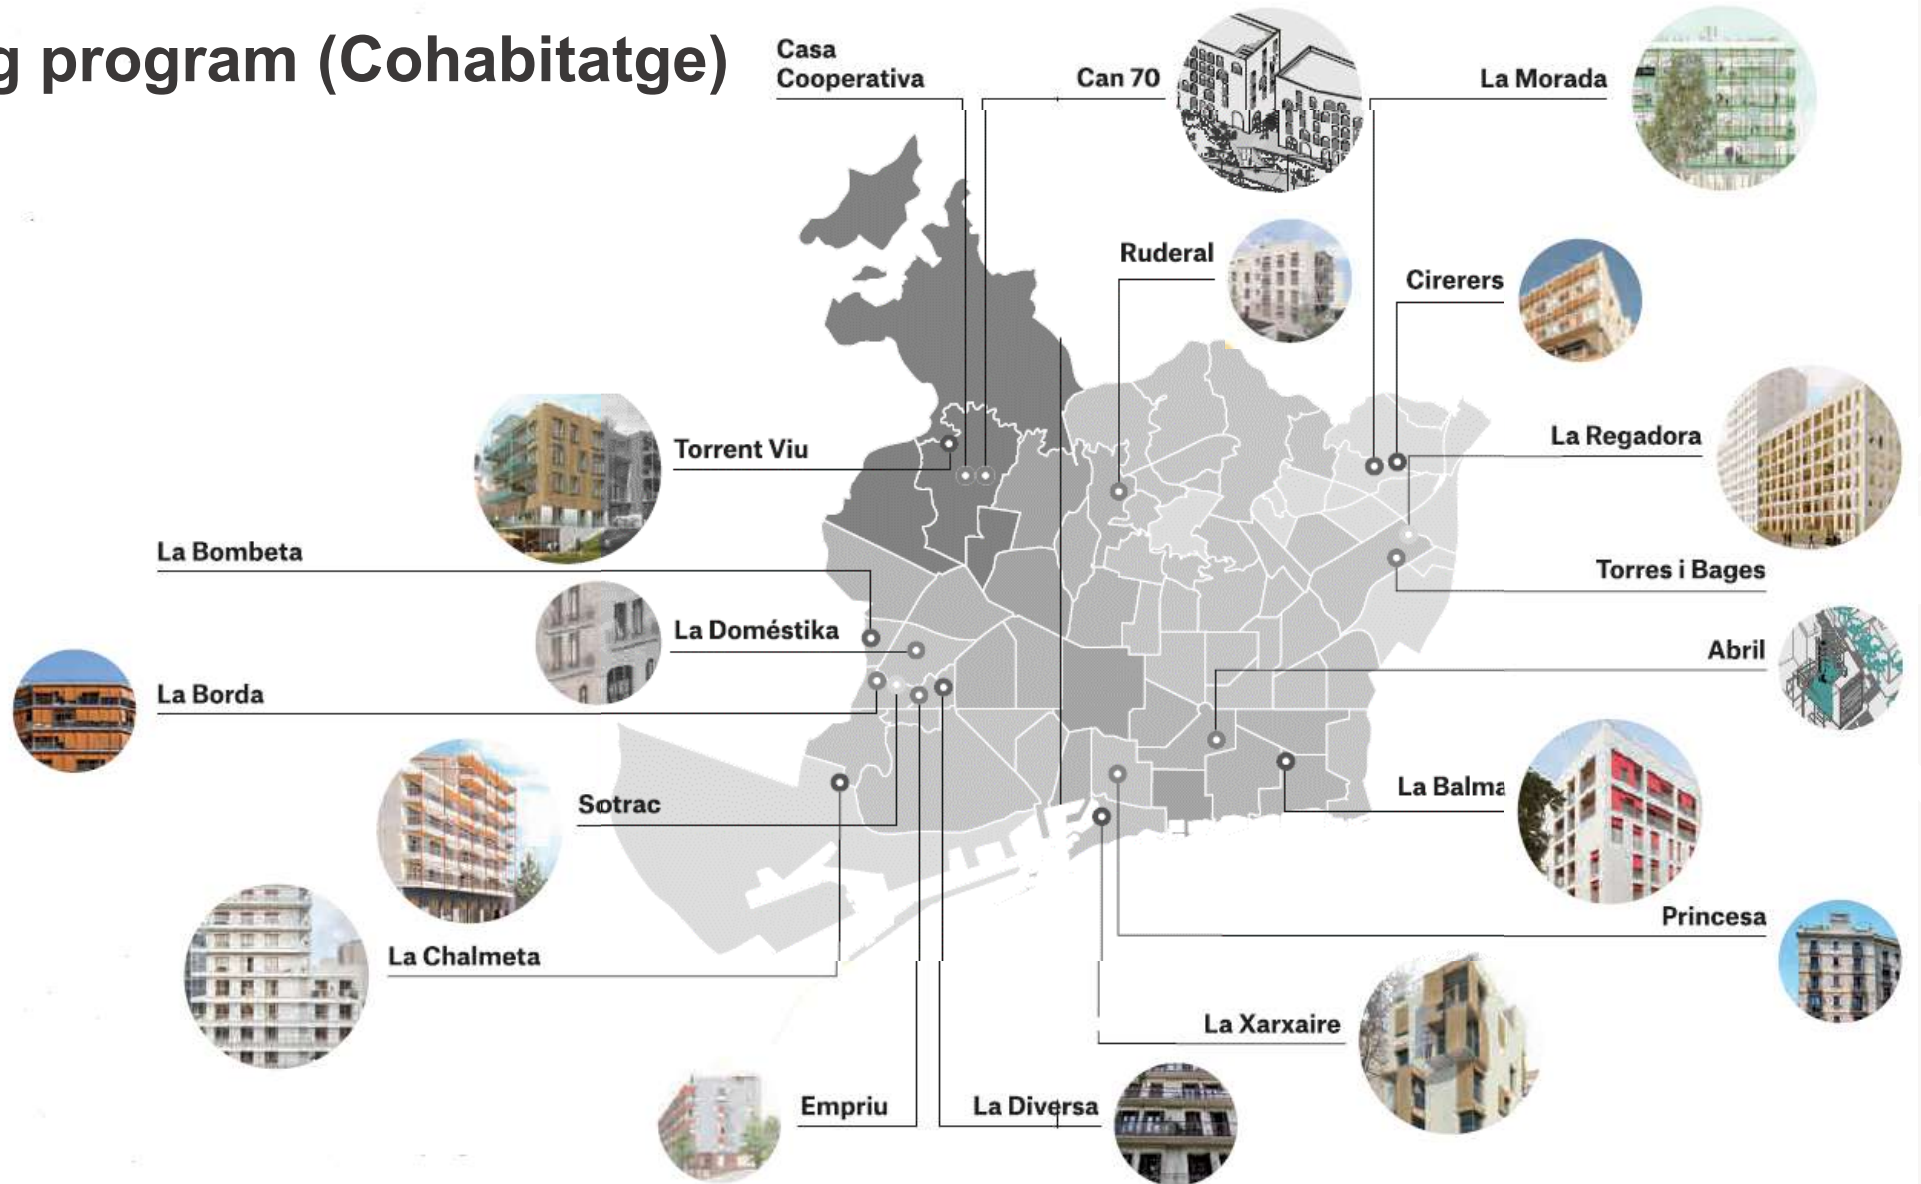 g program (Cohabitatge)
Casa
Cooperativa
Can 70
La Morada
Ruderal
Cirerers
La Regadora
Torrent Viu
La Bombeta
Torres i Bages
La Doméstika
Abril
La Borda
La Balma
Sotrac
Princesa
La Chalmeta
La Xarxaire
Empriu
La Diversa